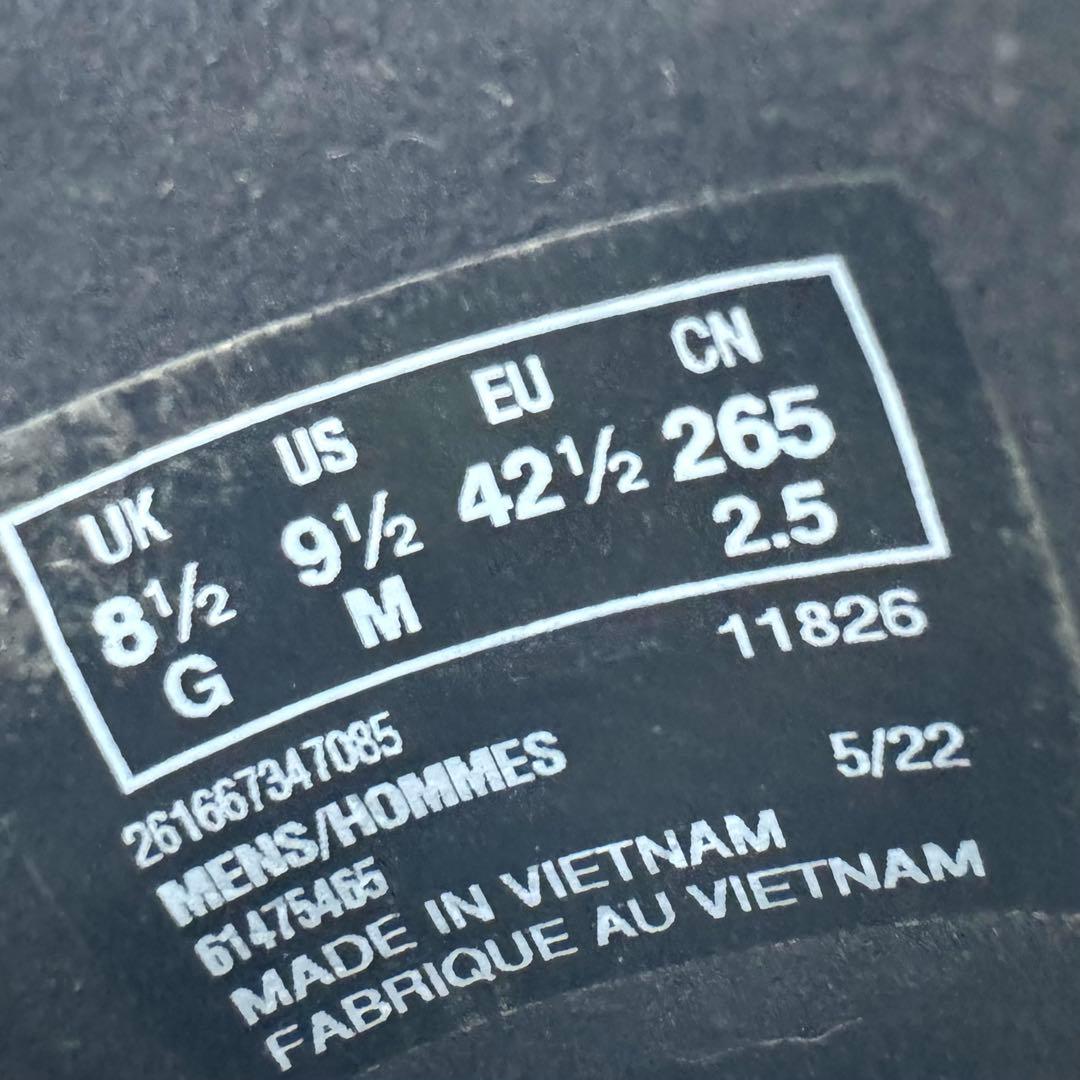 UK US EU CN
8½ 9½ 42½ 265
G M 2.5
11826
261667347085
MENS/HOMMES 5/22
61475465
MADE IN VIETNAM
FABRIQUE AU VIETNAM